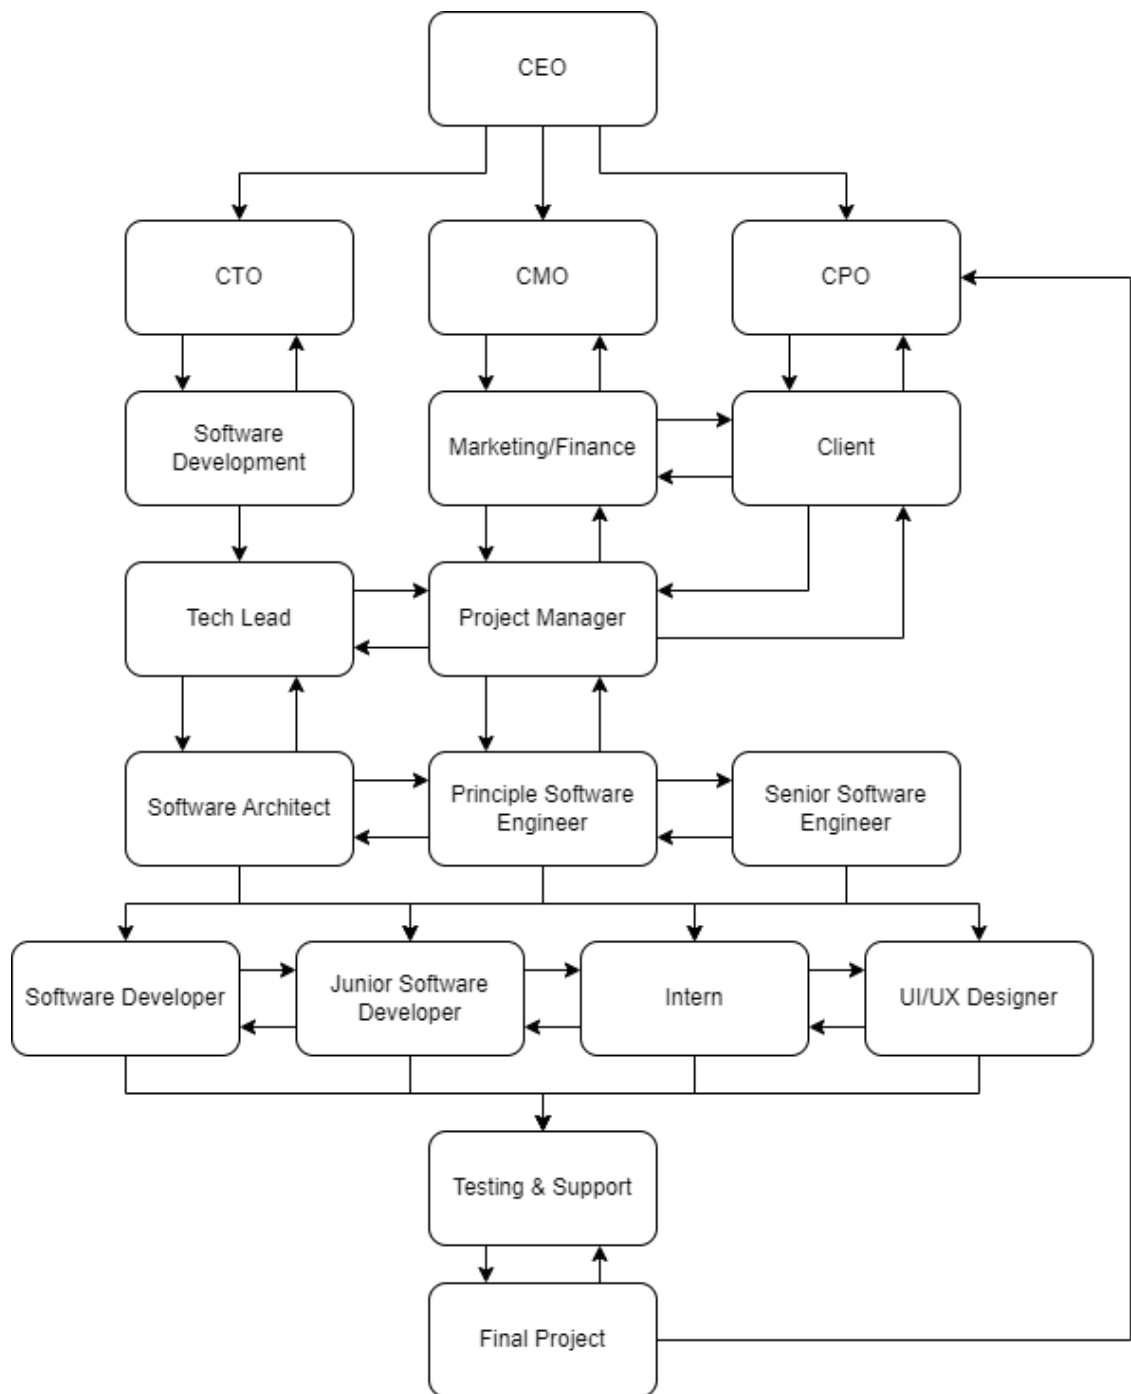 CEO
CTO
CMO
CPO
Software
Development
Marketing/Finance
Client
Tech Lead
Project Manager
Software Architect
Principle Software
Engineer
Senior Software
Engineer
Software Developer
Junior Software
Developer
Intern
UI/UX Designer
Testing & Support
Final Project